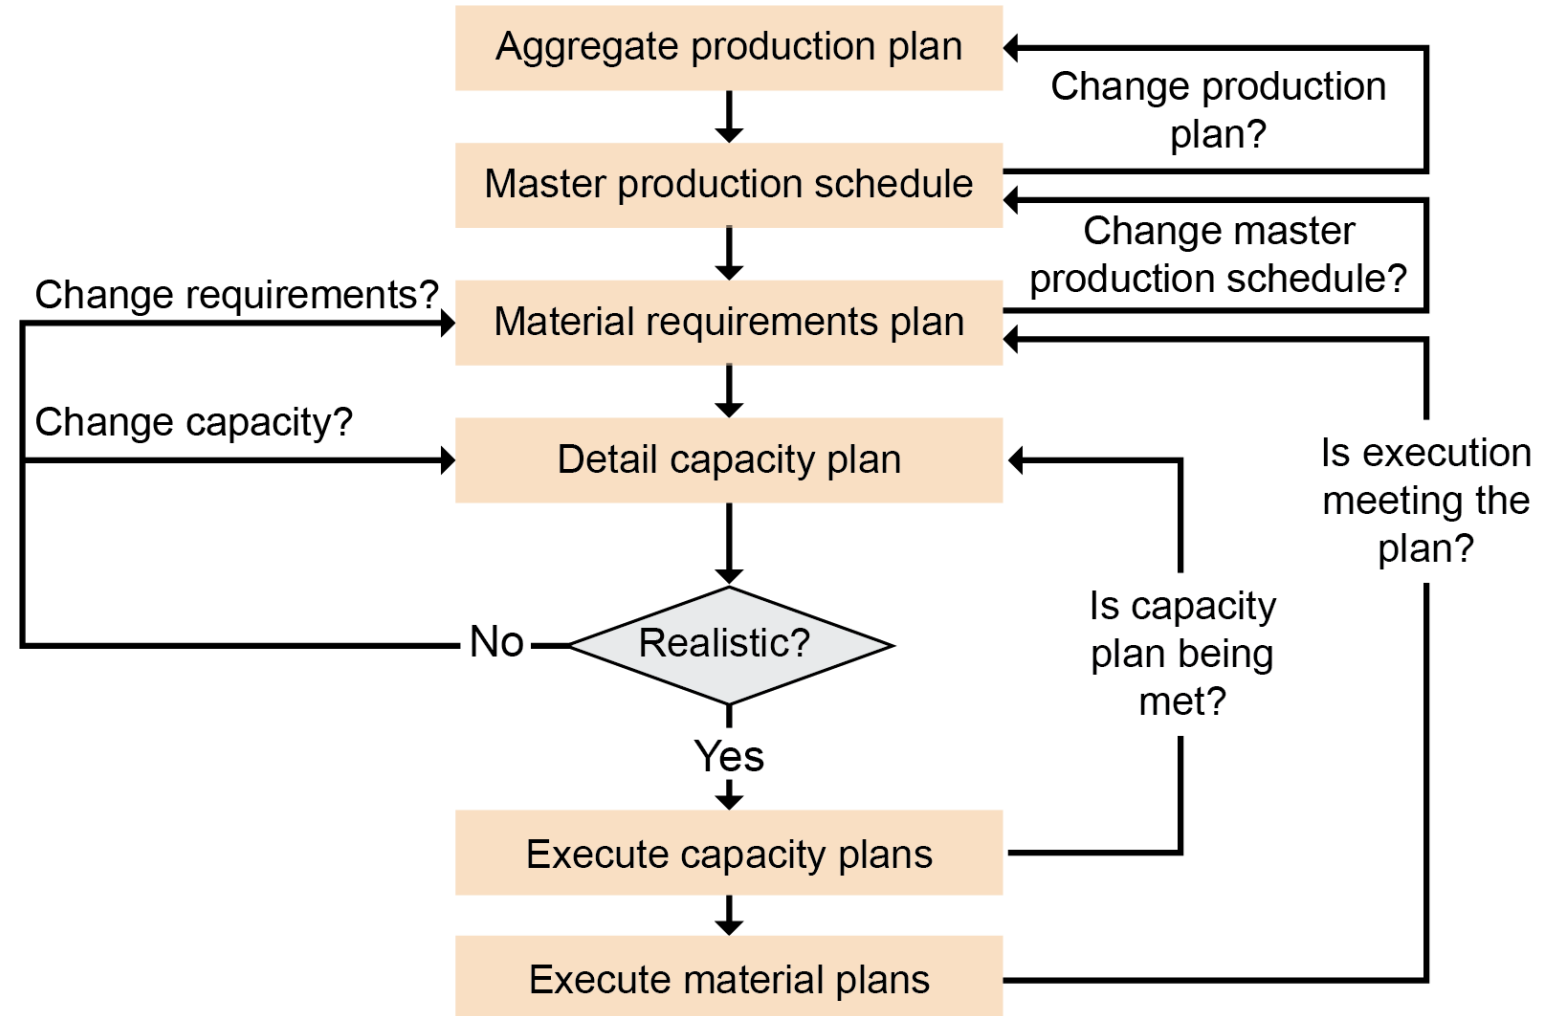 Aggregate production plan
Change production
plan?
Master production schedule
Change master
production schedule?
Change requirements?
Material requirements plan
Change capacity?
Detail capacity plan
Is execution
meeting the
plan?
Is capacity
plan being
met?
No
Realistic?
Yes
Execute capacity plans
Execute material plans